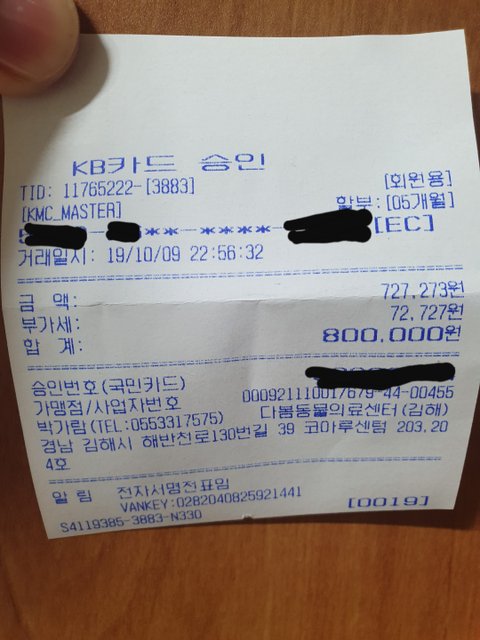 KB카드 승인
TID: 11765222-[3883] [회원용]
[KMC_MASTER] 할부: [05개월]
** - **** - [EC]
거래일시: 19/10/09 22:56:32
금 액: 727,273원
부가세: 72,727원
합 계: 800,000원
승인번호(국민카드)
가맹점/사업자번호 000921110017679-44-00455
박가람(TEL:0553317575) 다봄동물의료센터(김해)
경남 김해시 해반천로130번길 39 코아루센텀 203,20
4호
알 림 전자서명전표임
VANKEY:0282040825921441 [0019]
S4119385-3883-N330